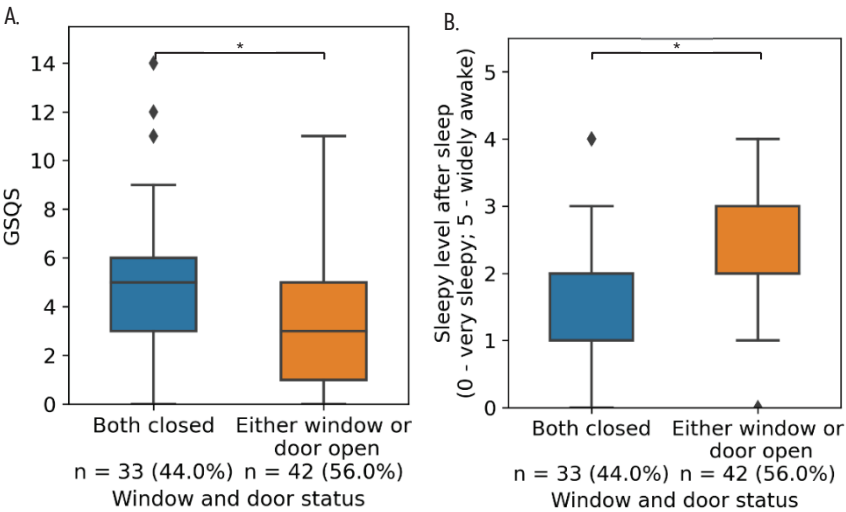 A.
*
14
12
10
8
6
4
2
0
GSQS
Both closed
n = 33 (44.0%)
Either window or
door open
n = 42 (56.0%)
Window and door status
B.
*
5
4
3
2
1
0
Sleepy level after sleep
(0 - very sleepy; 5 - widely awake)
Both closed
n = 33 (44.0%)
Either window or
door open
n = 42 (56.0%)
Window and door status